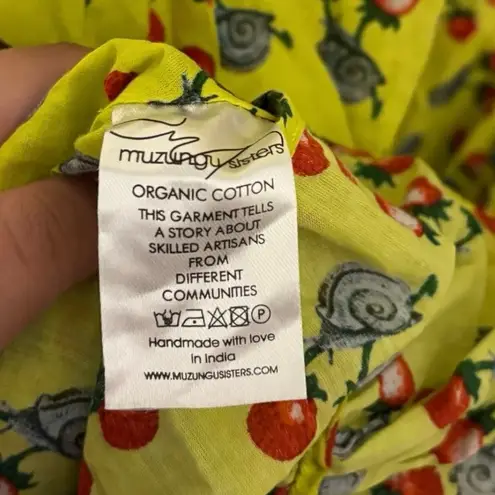 muzungu sisters
ORGANIC COTTON
THIS GARMENT TELLS
A STORY ABOUT
SKILLED ARTISANS
FROM
DIFFERENT
COMMUNITIES
P
Handmade with love
in India
WWW.MUZUNGUSISTERS.COM